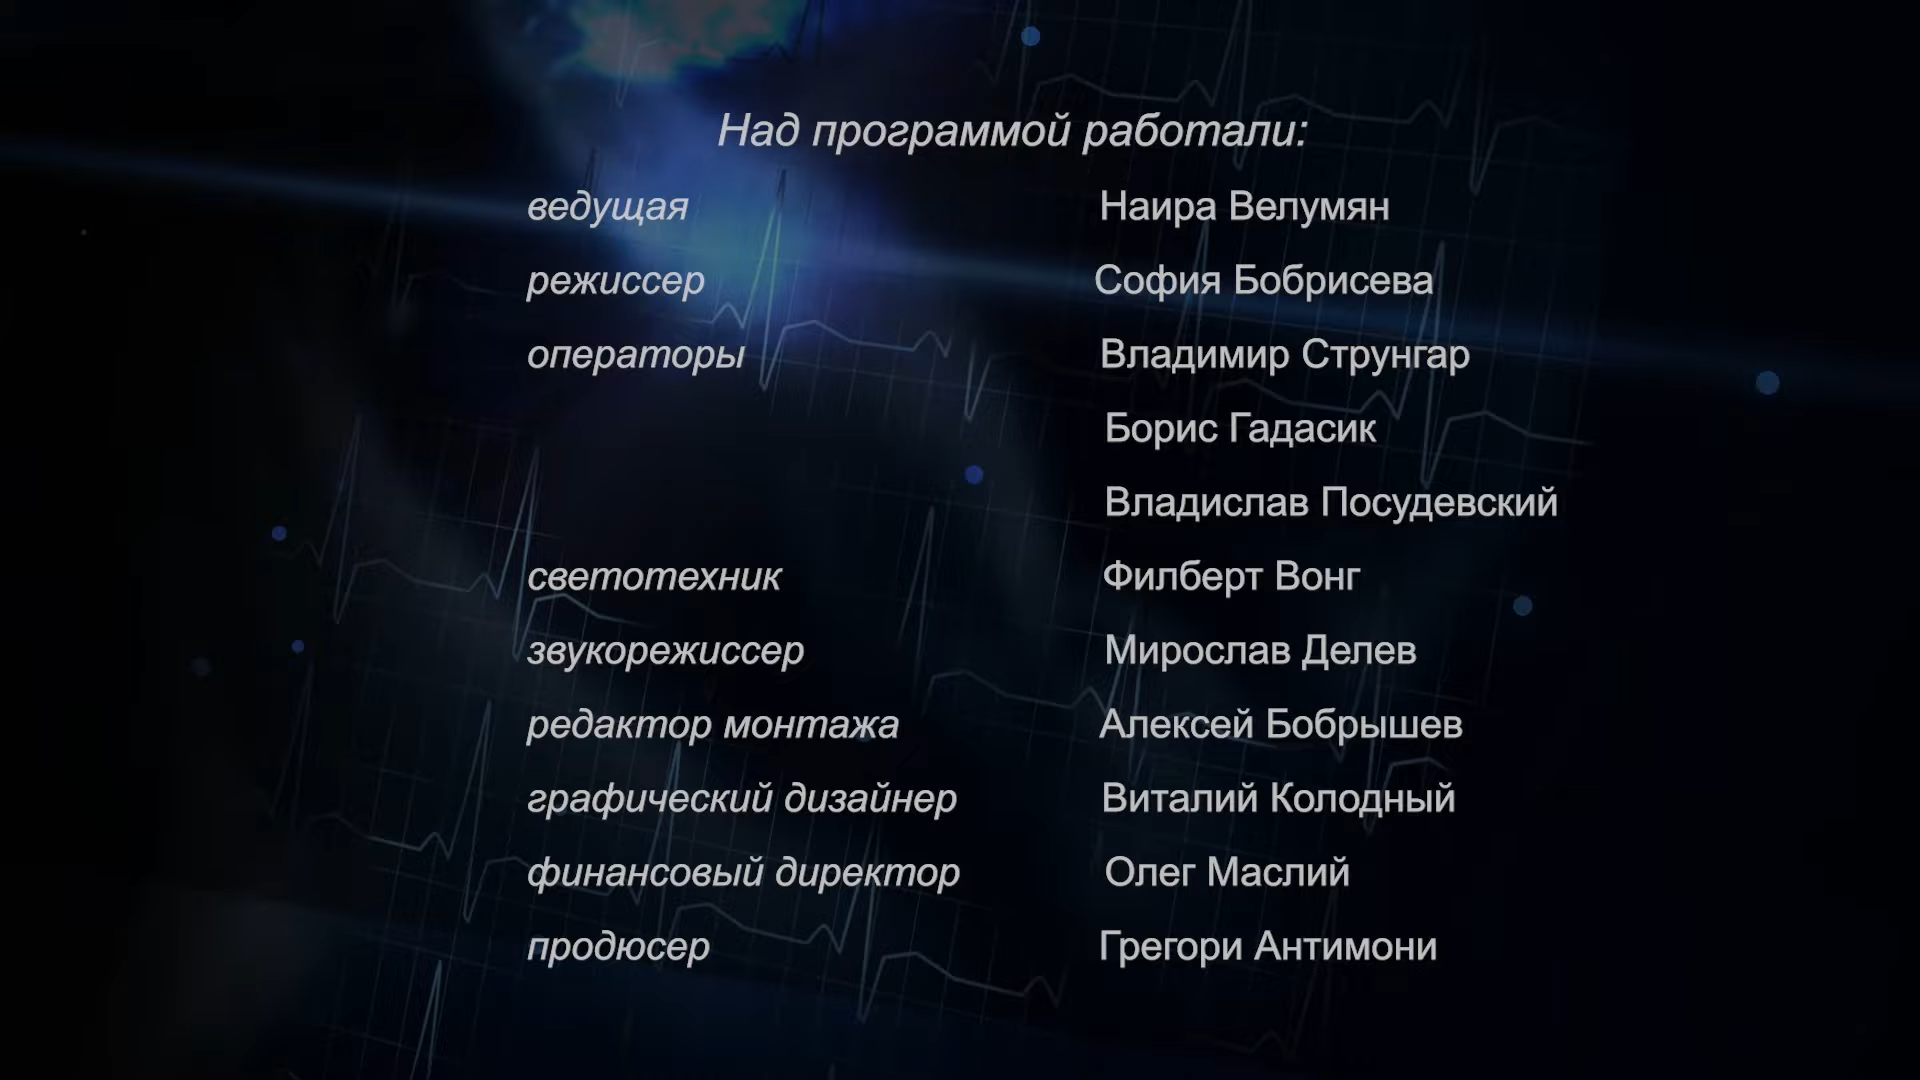 Над программой работали:
ведущая Наира Велумян
режиссер София Бобрисева
операторы Владимир Струнгар
Борис Гадасик
Владислав Посудевский
светотехник Филберт Вонг
звукорежиссер Мирослав Делев
редактор монтажа Алексей Бобрышев
графический дизайнер Виталий Колодный
финансовый директор Олег Маслий
продюсер Грегори Антимони